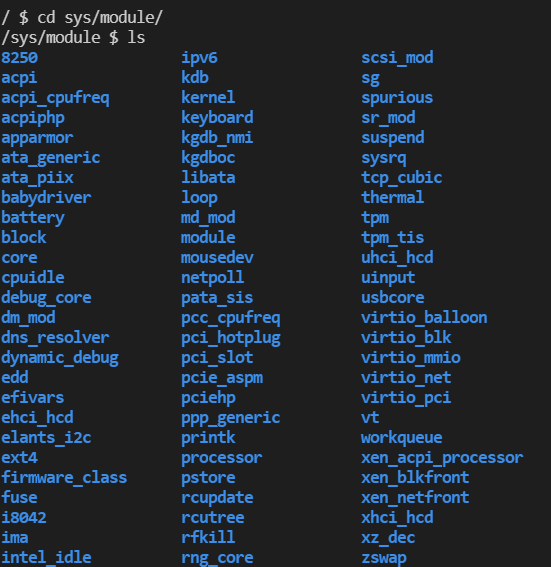 / $ cd sys/module/
/sys/module $ ls
8250 ipv6 scsi_mod
acpi kdb sg
acpi_cpufreq kernel spurious
acpiphp keyboard sr_mod
apparmor kgdb_nmi suspend
ata_generic kgdboc sysrq
ata_piix libata tcp_cubic
babydriver loop thermal
battery md_mod tpm
block module tpm_tis
core mousedev uhci_hcd
cpuidle netpoll uinput
debug_core pata_sis usbcore
dm_mod pcc_cpufreq virtio_balloon
dns_resolver pci_hotplug virtio_blk
dynamic_debug pci_slot virtio_mmio
edd pcie_aspm virtio_net
efivars pciehp virtio_pci
ehci_hcd ppp_generic vt
elants_i2c printk workqueue
ext4 processor xen_acpi_processor
firmware_class pstore xen_blkfront
fuse rcupdate xen_netfront
i8042 rcutree xhci_hcd
ima rfkill xz_dec
intel_idle rng_core zswap